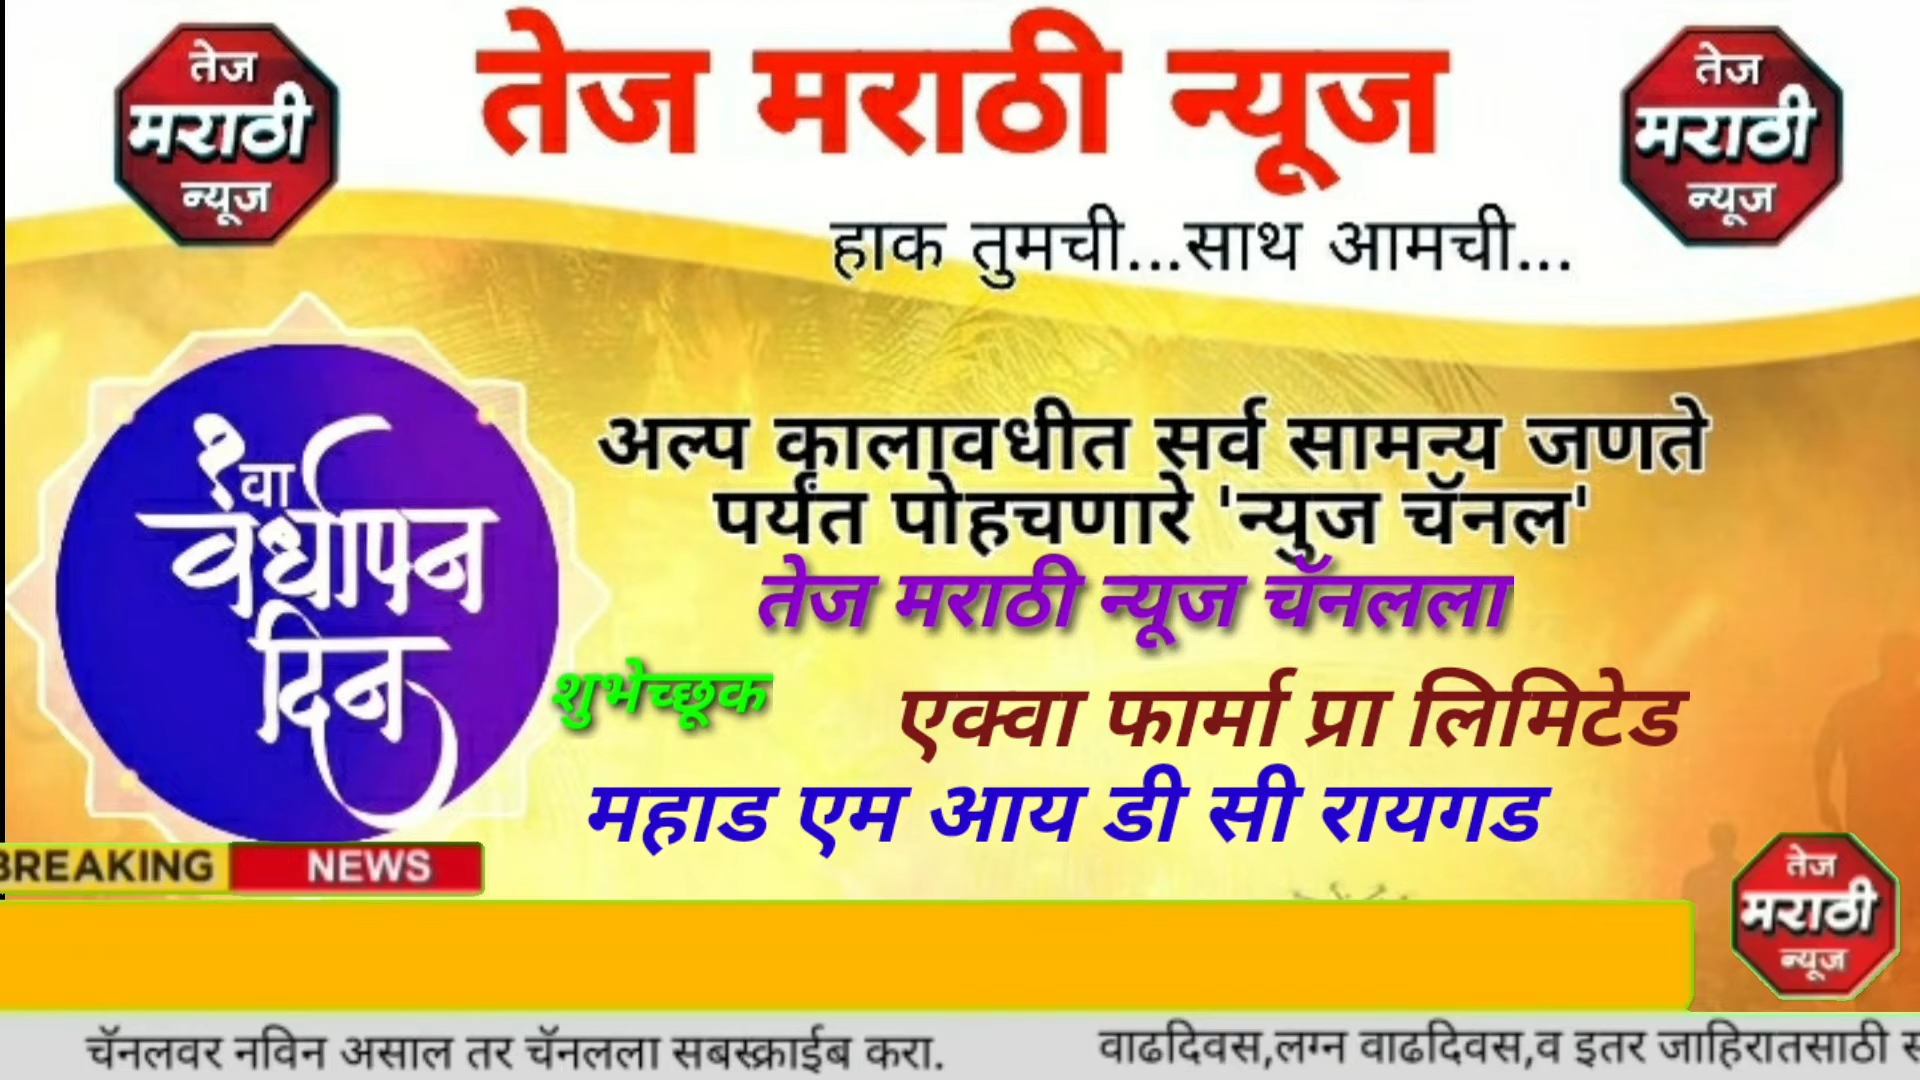 तेज
मराठी
न्यूज
तेज मराठी न्यूज
तेज
मराठी
न्यूज
हाक तुमची...साथ आमची...
१ला
वर्धापन
दिन
अल्प कालावधीत सर्व सामन्य जणते
पर्यंत पोहचणारे 'न्युज चॅनल'
तेज मराठी न्यूज चॅनलला
शुभेच्छूक
एक्वा फार्मा प्रा लिमिटेड
महाड एम आय डी सी रायगड
BREAKING NEWS
तेज
मराठी
न्यूज
चॅनलवर नविन असाल तर चॅनलला सबस्क्राईब करा.
वाढदिवस,लग्न वाढदिवस,व इतर जाहिरातसाठी